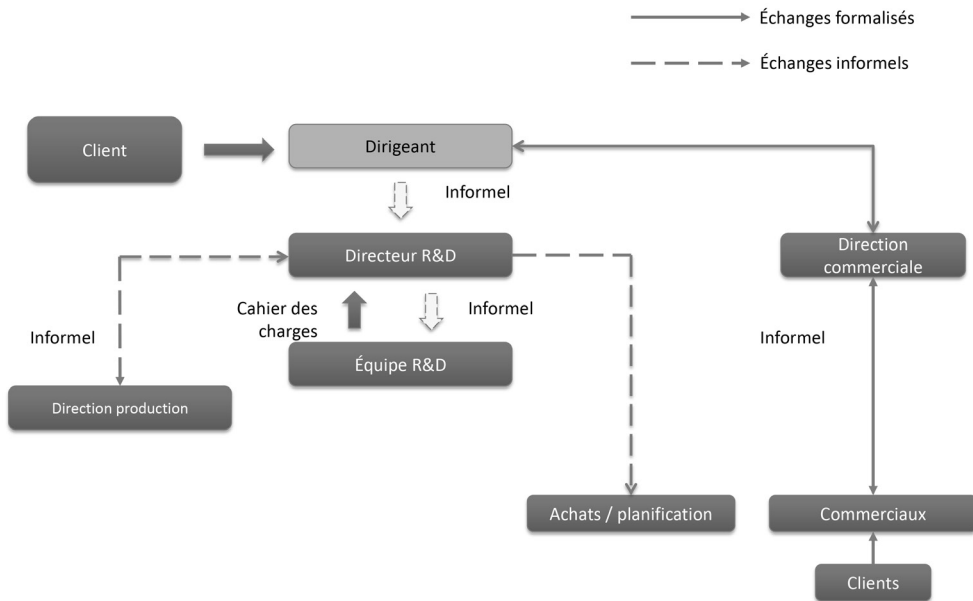 Échanges formalisés
Échanges informels
Client
Dirigeant
Informel
Directeur R&D
Direction
commerciale
Cahier des
charges
Informel
Informel
Informel
Équipe R&D
Direction production
Achats / planification
Commerciaux
Clients